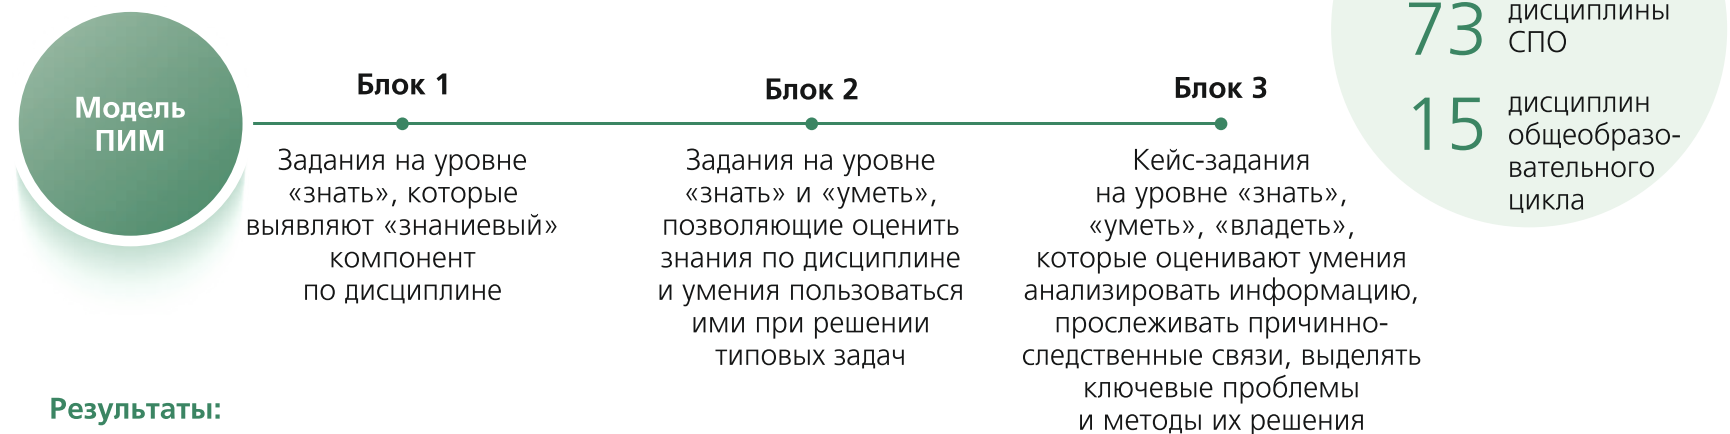 Модель
ПИМ
Блок 1
Задания на уровне
«знать», которые
выявляют «знаниевый»
компонент
по дисциплине
Блок 2
Задания на уровне
«знать» и «уметь»,
позволяющие оценить
знания по дисциплине
и умения пользоваться
ими при решении
типовых задач
Блок 3
Кейс-задания
на уровне «знать»,
«уметь», «владеть»,
которые оценивают умения
анализировать информацию,
прослеживать причинно-
следственные связи, выделять
ключевые проблемы
и методы их решения
73 дисциплины
СПО
15 дисциплин
общеобразо-
вательного
цикла
Результаты: